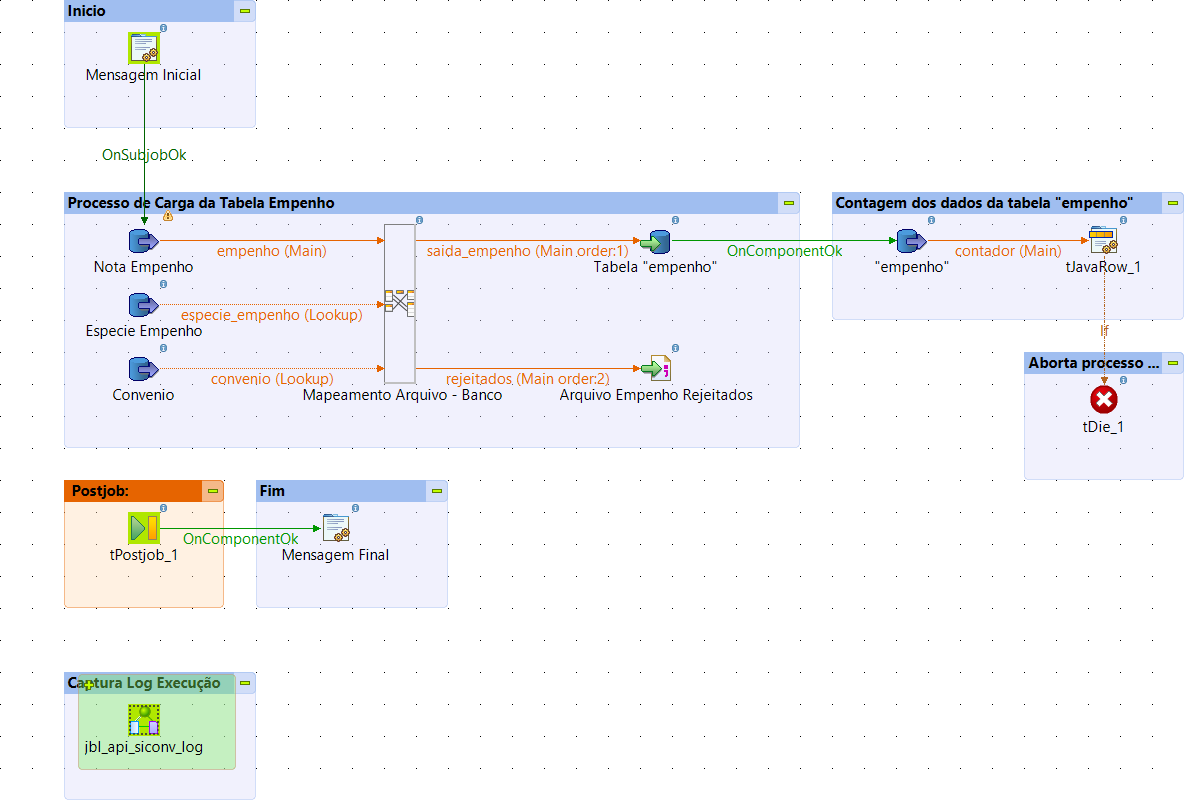 Inicio
Mensagem Inicial
OnSubjobOk
Processo de Carga da Tabela Empenho
Nota Empenho
empenho (Main)
saida_empenho (Main order:1)
Tabela "empenho"
Especie Empenho
especie_empenho (Lookup)
Convenio
convenio (Lookup)
Mapeamento Arquivo - Banco
rejeitados (Main order:2)
Arquivo Empenho Rejeitados
OnComponentOk
Contagem dos dados da tabela "empenho"
"empenho"
contador (Main)
tJavaRow_1
If
Aborta processo ...
tDie_1
Postjob:
tPostjob_1
OnComponentOk
Fim
Mensagem Final
Captura Log Execução
jbl_api_siconv_log